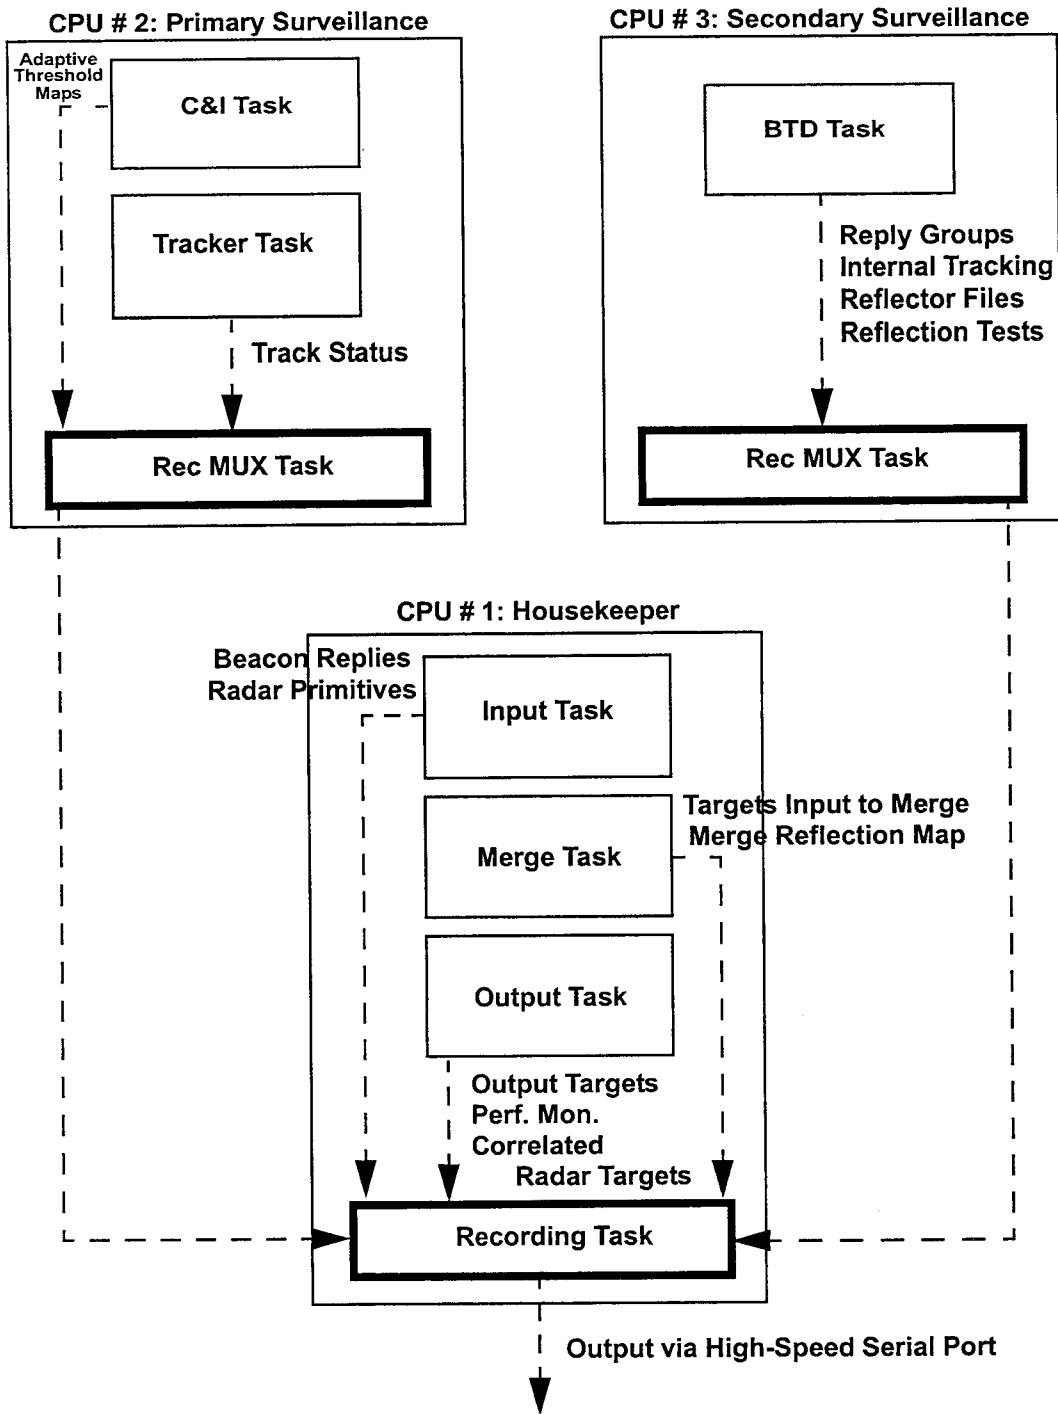 CPU # 2: Primary Surveillance
Adaptive
Threshold
Maps
C&I Task
Tracker Task
Track Status
Rec MUX Task
CPU # 3: Secondary Surveillance
BTD Task
Reply Groups
Internal Tracking
Reflector Files
Reflection Tests
Rec MUX Task
CPU # 1: Housekeeper
Beacon Replies
Radar Primitives
Input Task
Targets Input to Merge
Merge Reflection Map
Merge Task
Output Task
Output Targets
Perf. Mon.
Correlated
Radar Targets
Recording Task
Output via High-Speed Serial Port